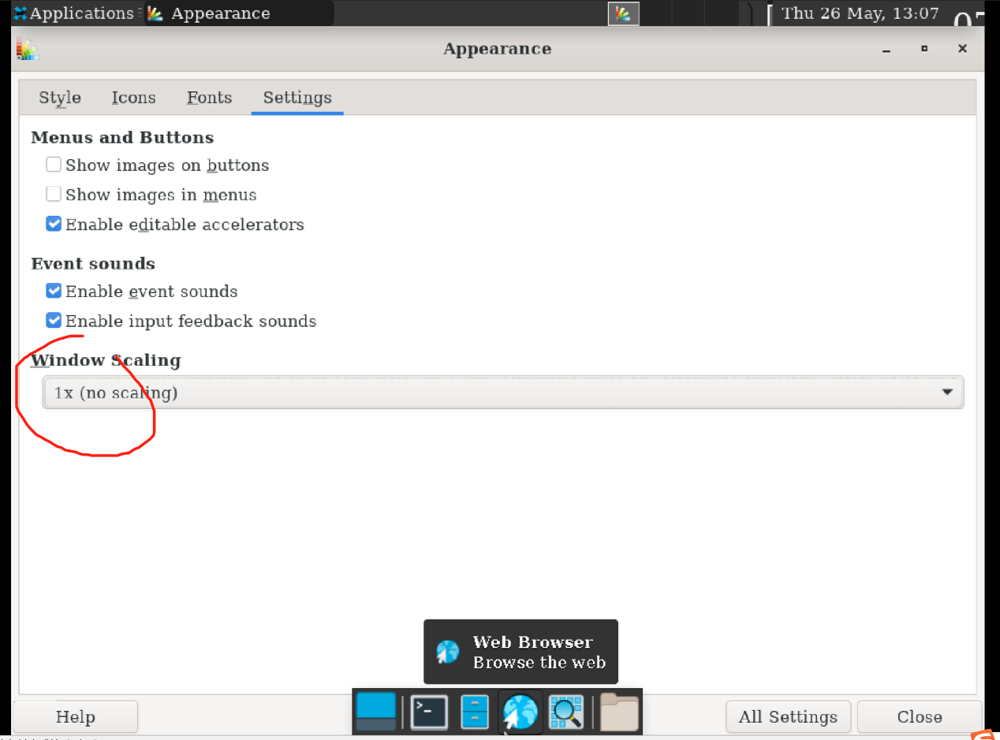 Applications
Appearance
Thu 26 May, 13:07
Appearance
Style Icons Fonts Settings
Menus and Buttons
Show images on buttons
Show images in menus
Enable editable accelerators
Event sounds
Enable event sounds
Enable input feedback sounds
Window Scaling
1x (no scaling)
Web Browser
Browse the web
Help
All Settings
Close